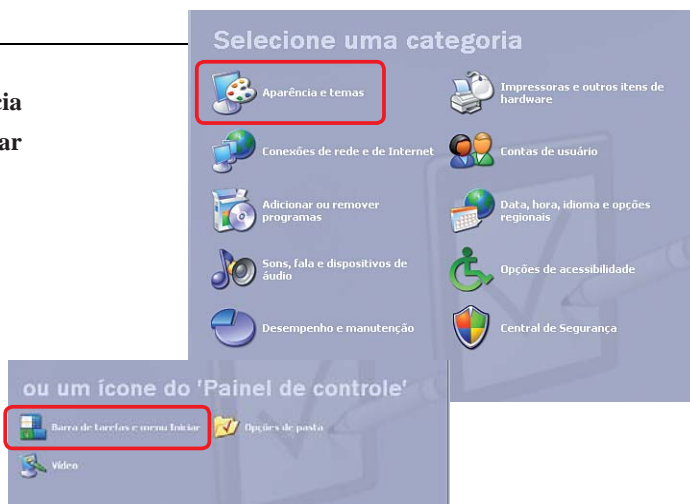 cia
ar
Selecione uma categoria
Aparência e temas
Impressoras e outros itens de
hardware
Conexões de rede e de Internet
Contas de usuário
Adicionar ou remover
programas
Data, hora, idioma e opções
regionais
Sons, fala e dispositivos de
áudio
Opções de acessibilidade
Desempenho e manutenção
Central de Segurança
ou um ícone do 'Painel de controle'
Barra de tarefas e menu Iniciar
Opções de pasta
Vídeo